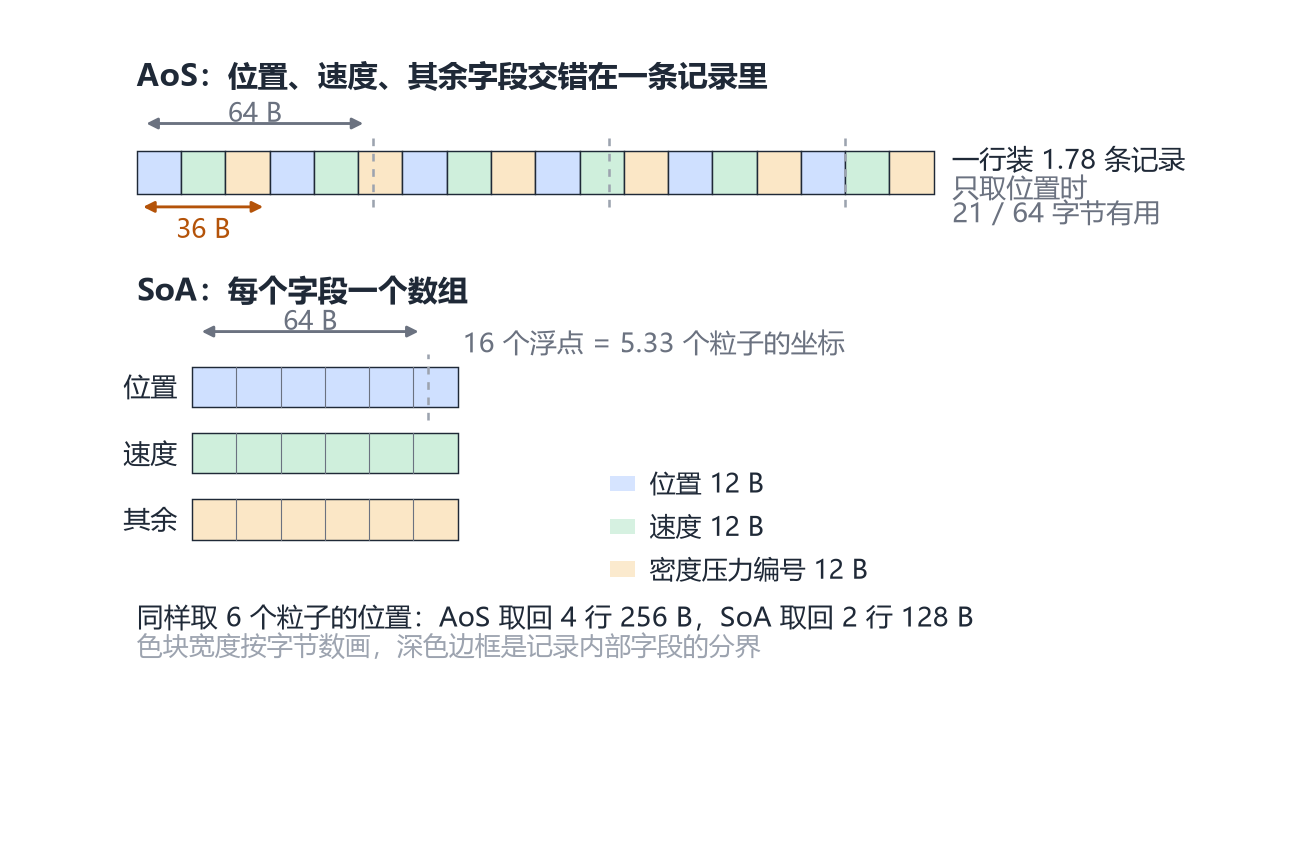 AoS：位置、速度、其余字段交错在一条记录里
64 B
一行装 1.78 条记录
只取位置时
21 / 64 字节有用
36 B
SoA：每个字段一个数组
64 B
16 个浮点 = 5.33 个粒子的坐标
位置
速度
其余
位置 12 B
速度 12 B
密度压力编号 12 B
同样取 6 个粒子的位置：AoS 取回 4 行 256 B，SoA 取回 2 行 128 B
色块宽度按字节数画，深色边框是记录内部字段的分界